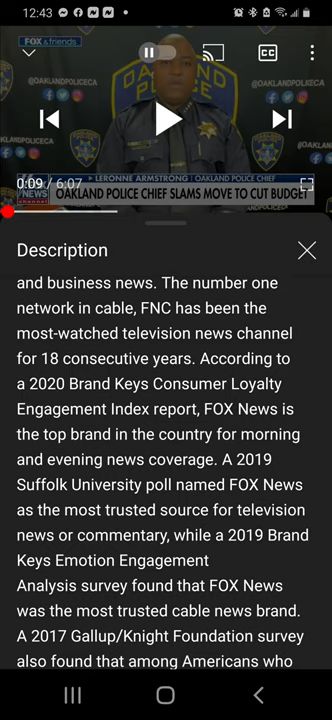 12:43
FOX & friends
CC
@OAKLANDPOLICECA
@OAKLANDPOLICECA
0:09 / 6:07
LERONNE ARMSTRONG | OAKLAND POLICE CHIEF
FOX
NEWS
channel
OAKLAND POLICE CHIEF SLAMS MOVE TO CUT BUDGET
Description
and business news. The number one
network in cable, FNC has been the
most-watched television news channel
for 18 consecutive years. According to
a 2020 Brand Keys Consumer Loyalty
Engagement Index report, FOX News is
the top brand in the country for morning
and evening news coverage. A 2019
Suffolk University poll named FOX News
as the most trusted source for television
news or commentary, while a 2019 Brand
Keys Emotion Engagement
Analysis survey found that FOX News
was the most trusted cable news brand.
A 2017 Gallup/Knight Foundation survey
also found that among Americans who